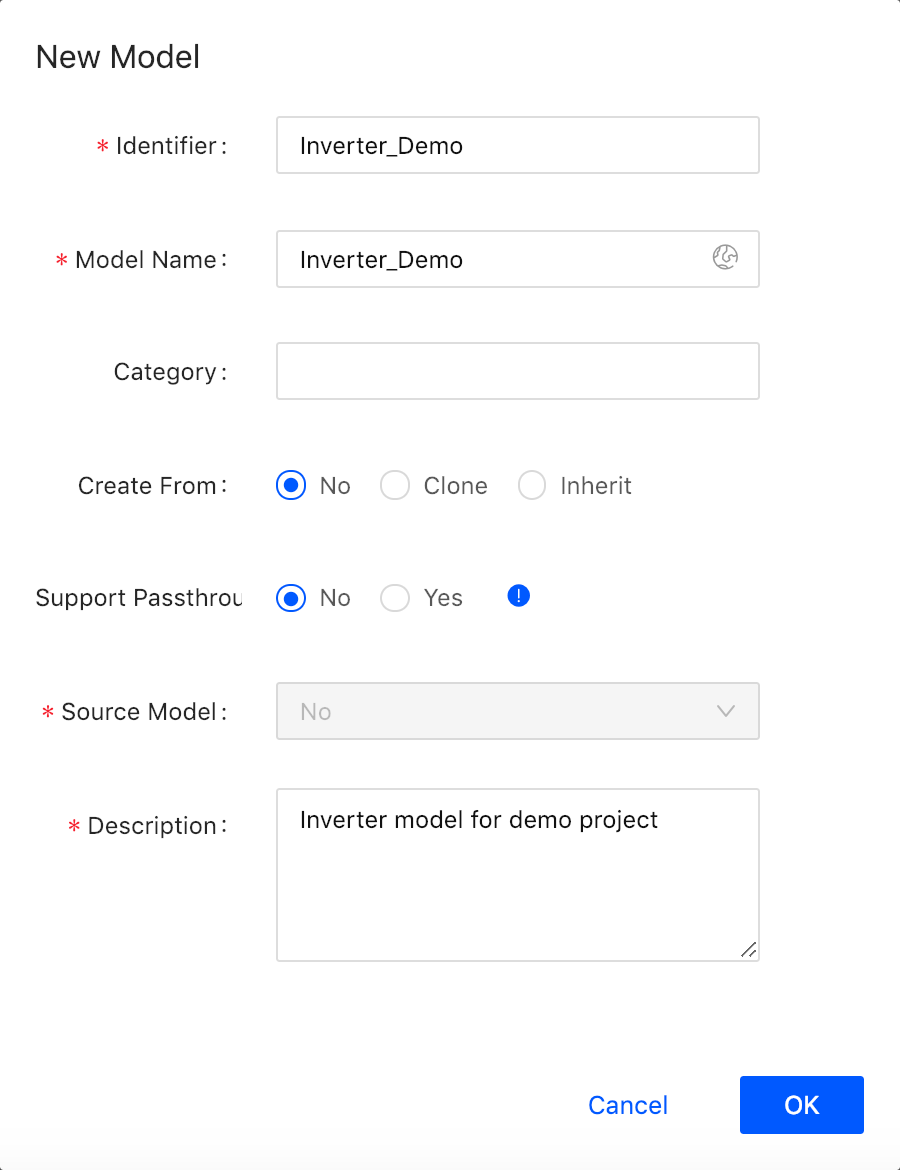 New Model
* Identifier :
Inverter_Demo
* Model Name :
Inverter_Demo
Category :
Create From : No Clone Inherit
Support Passthrou No Yes !
* Source Model : No
* Description : Inverter model for demo project
Cancel OK